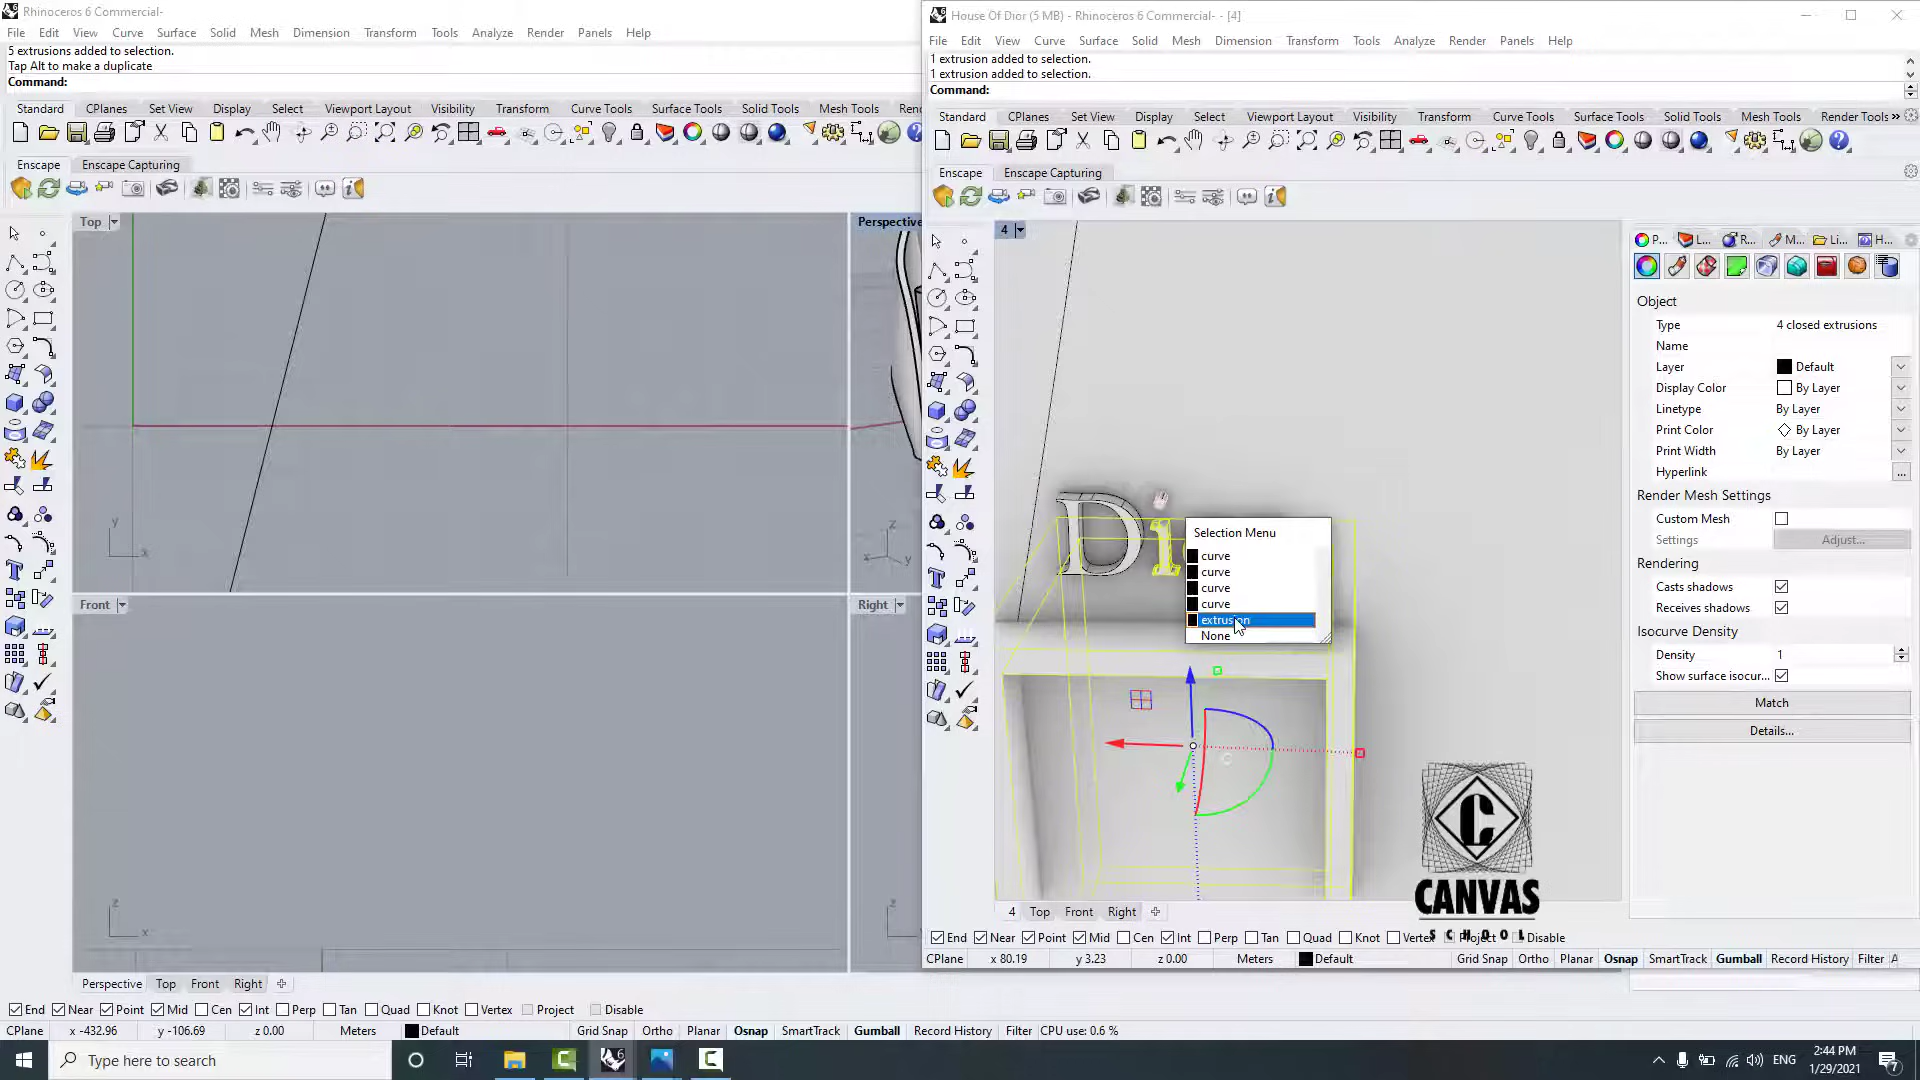 Rhinoceros 6 Commercial-
File Edit View Curve Surface Solid Mesh Dimension Transform Tools Analyze Render Panels Help
5 extrusions added to selection.
Tap Alt to make a duplicate
Command:
Standard CPlanes Set View Display Select Viewport Layout Visibility Transform Curve Tools Surface Tools Solid Tools Mesh Tools
Enscape Enscape Capturing
Top
Perspective
Front
Right
y
x
z
y
z
x
z
Perspective Top Front Right
End Near Point Mid Cen Int Perp Tan Quad Knot Vertex Project Disable
CPlane x -432.96 y -106.69 z 0.00 Meters Default Grid Snap Ortho Planar Osnap SmartTrack Gumball Record History Filter CPU use: 0.6 %
House Of Dior (5 MB) - Rhinoceros 6 Commercial- - [4]
File Edit View Curve Surface Solid Mesh Dimension Transform Tools Analyze Render Panels Help
1 extrusion added to selection.
1 extrusion added to selection.
Command:
Standard CPlanes Set View Display Select Viewport Layout Visibility Transform Curve Tools Surface Tools Solid Tools Mesh Tools Render Tools »
Enscape Enscape Capturing
4
P... L... R... M... Li... H...
Di
Selection Menu
curve
curve
curve
curve
extrusion
None
Object
Type 4 closed extrusions
Name
Layer Default
Display Color By Layer
Linetype By Layer
Print Color By Layer
Print Width By Layer
Hyperlink ...
Render Mesh Settings
Custom Mesh
Settings Adjust...
Rendering
Casts shadows
Receives shadows
Isocurve Density
Density 1
Show surface isocur...
Match
Details...
C
CANVAS
SCHOOL
4 Top Front Right
End Near Point Mid Cen Int Perp Tan Quad Knot Vertex Project Disable
CPlane x 80.19 y 3.23 z 0.00 Meters Default Grid Snap Ortho Planar Osnap SmartTrack Gumball Record History Filter
Type here to search
ENG
2:44 PM
1/29/2021
7